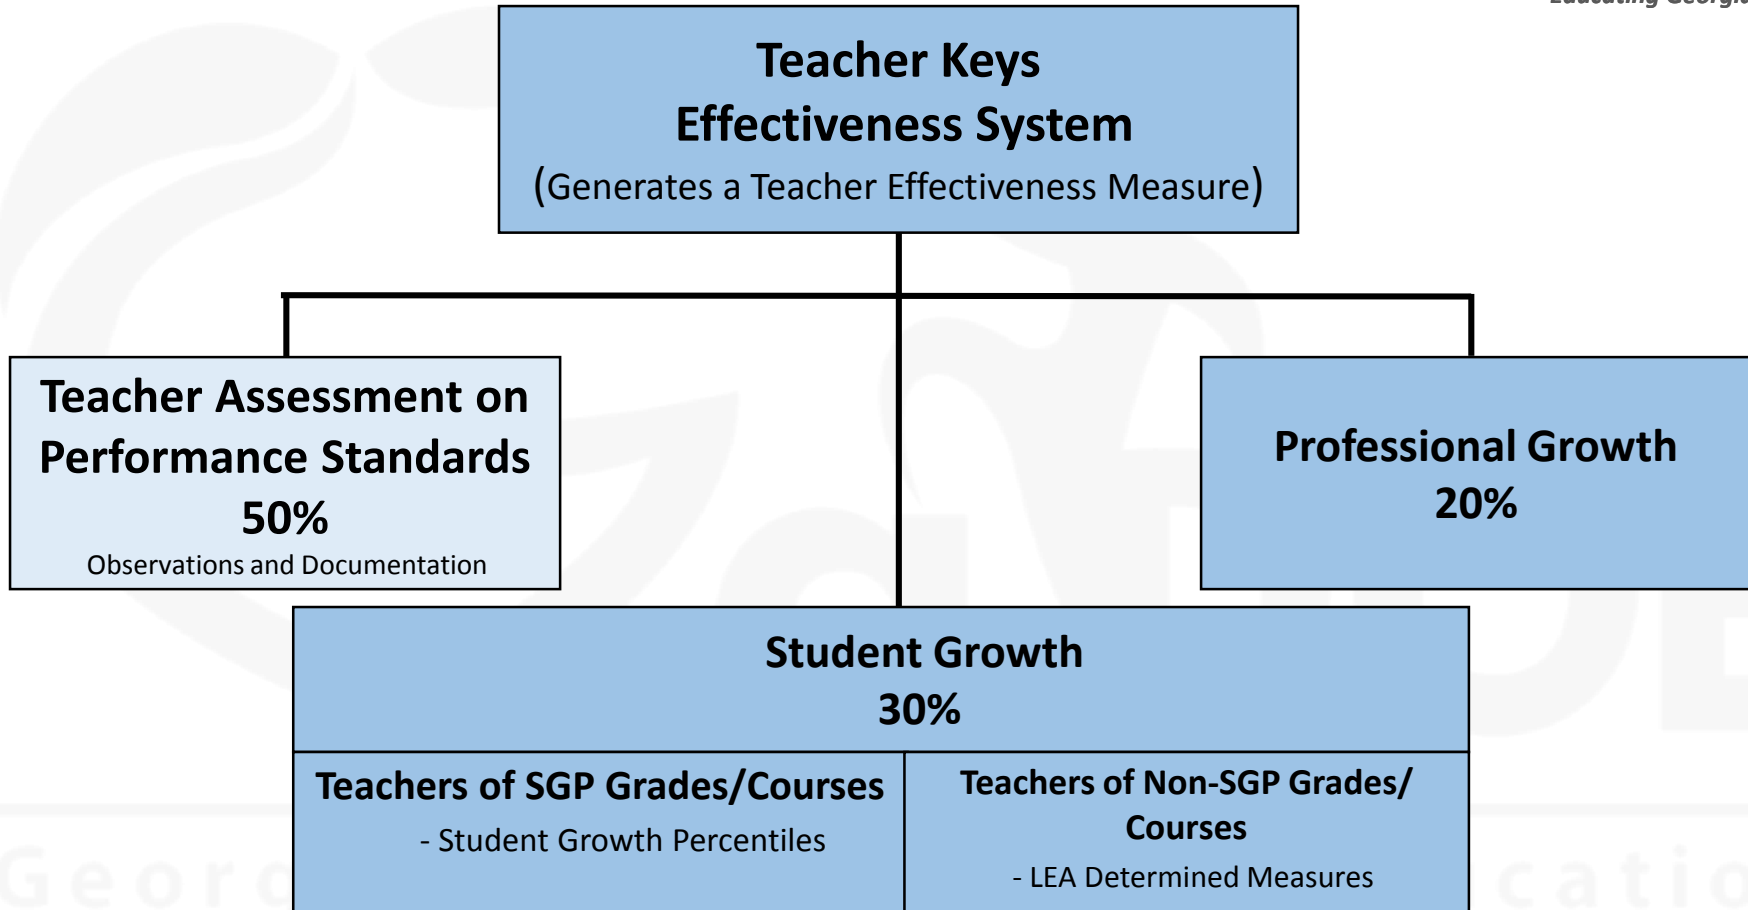 Educating Georgia
Teacher Keys
Effectiveness System
(Generates a Teacher Effectiveness Measure)
Teacher Assessment on
Performance Standards
50%
Observations and Documentation
Professional Growth
20%
Student Growth
30%
Teachers of SGP Grades/Courses
- Student Growth Percentiles
Teachers of Non-SGP Grades/
Courses
- LEA Determined Measures